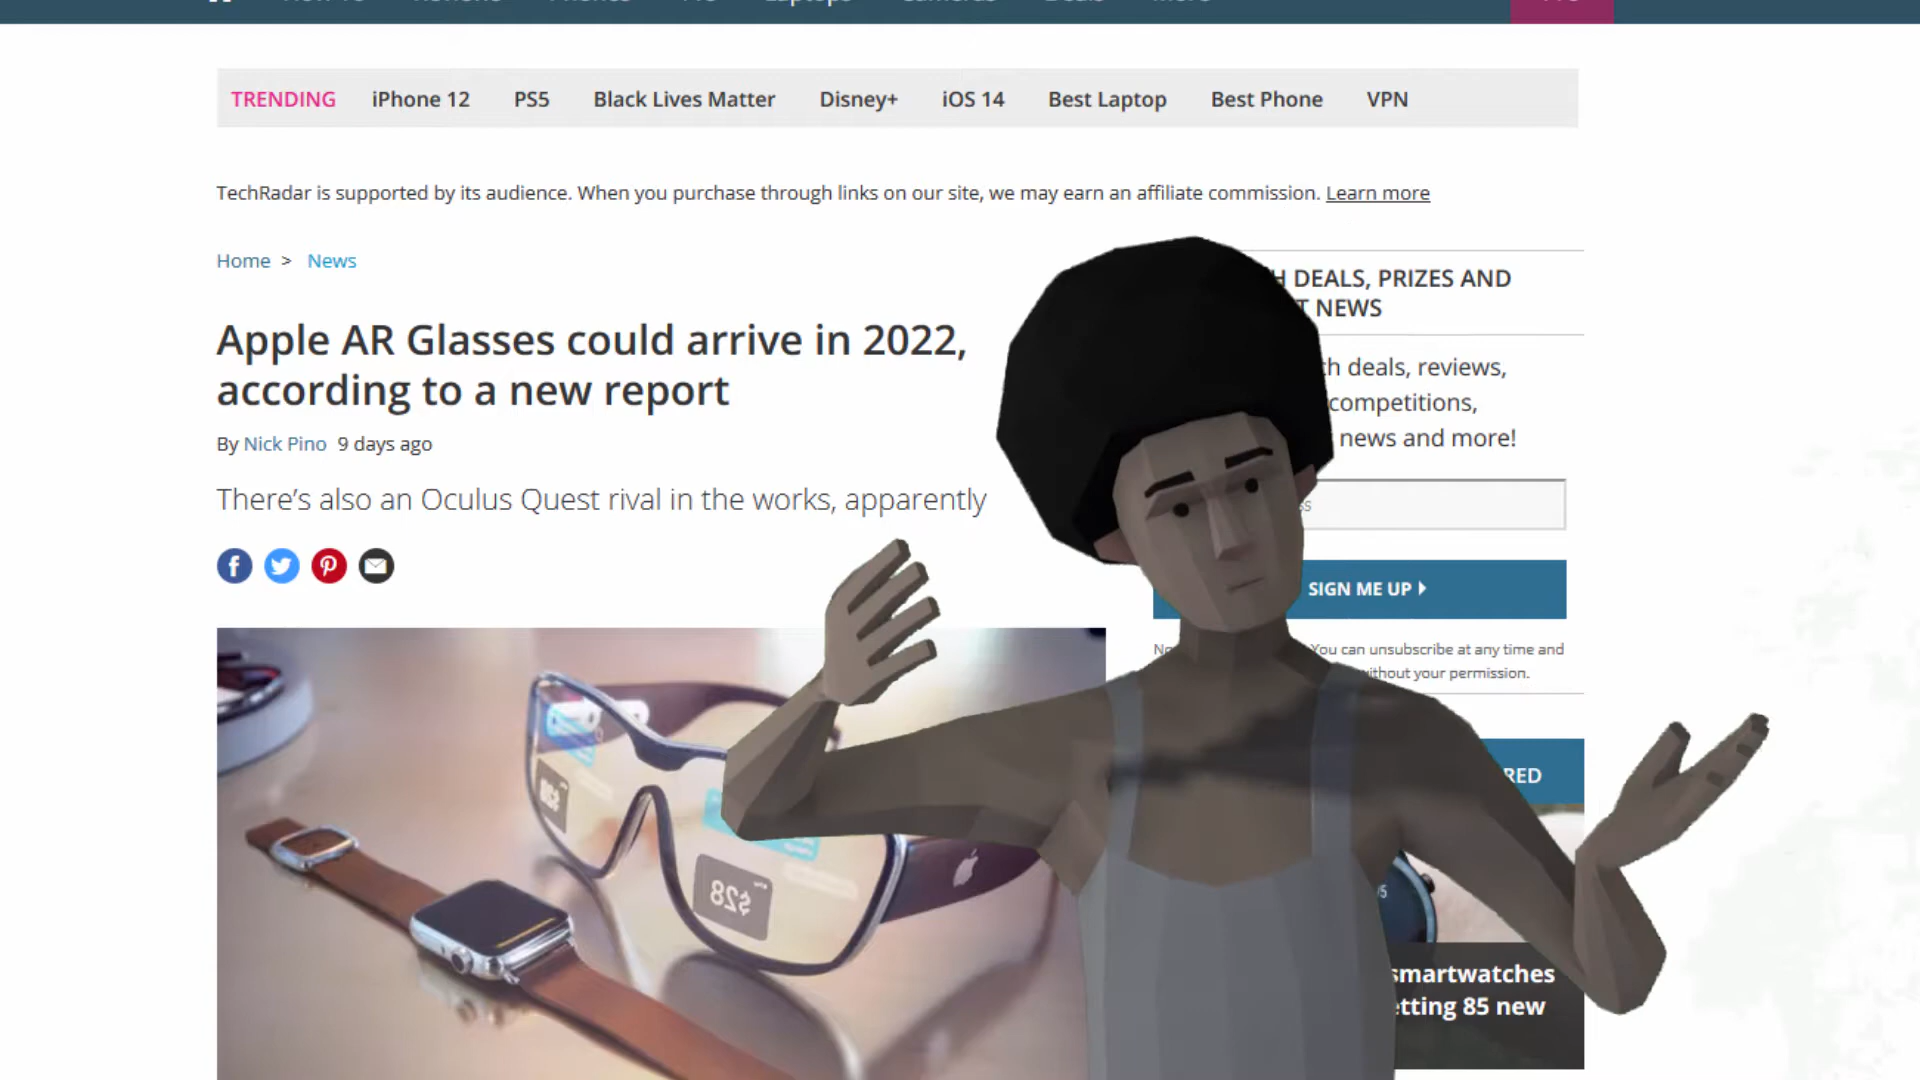 TRENDING iPhone 12 PS5 Black Lives Matter Disney+ iOS 14 Best Laptop Best Phone VPN
TechRadar is supported by its audience. When you purchase through links on our site, we may earn an affiliate commission. Learn more
Home > News
Apple AR Glasses could arrive in 2022,
according to a new report
By Nick Pino 9 days ago
There's also an Oculus Quest rival in the works, apparently
DEALS, PRIZES AND
NEWS
deals, reviews,
competitions,
news and more!
SIGN ME UP
You can unsubscribe at any time and
without your permission.
$28
smartwatches
85 new